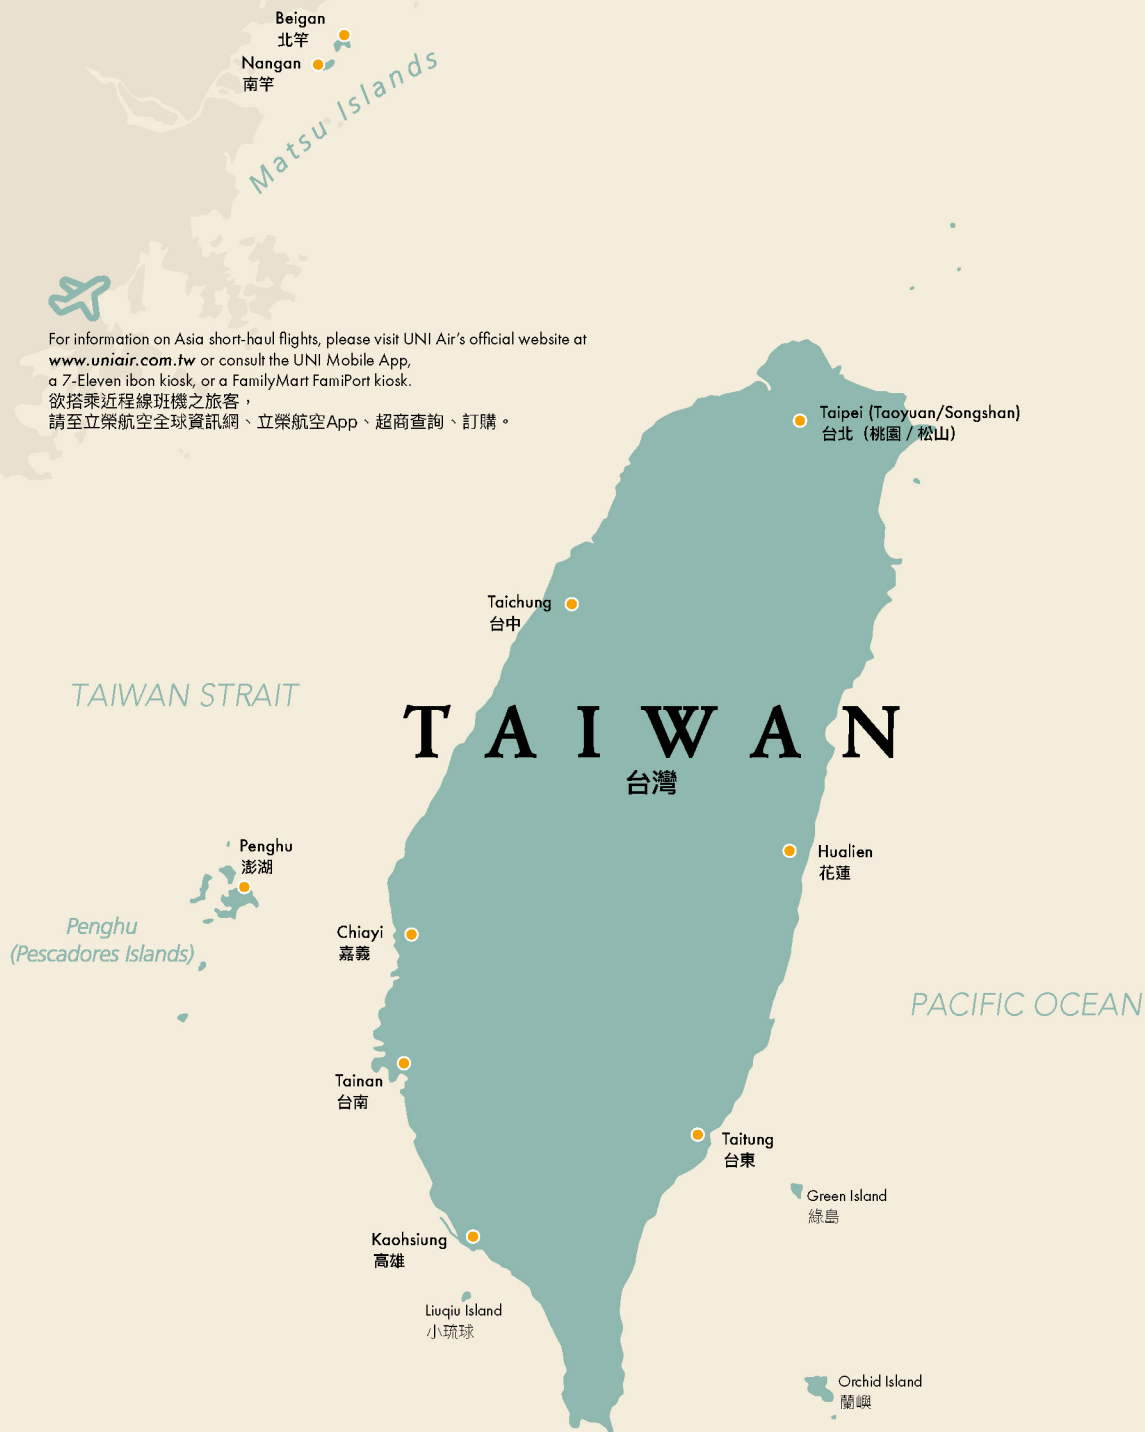 Beigan
北竿
Nangan
南竿
Matsu Islands
For information on Asia short-haul flights, please visit UNI Air's official website at
www.uniair.com.tw or consult the UNI Mobile App,
a 7-Eleven ibon kiosk, or a FamilyMart FamiPort kiosk.
欲搭乘近程線班機之旅客，
請至立榮航空全球資訊網、立榮航空App、超商查詢、訂購。
Taipei (Taoyuan/Songshan)
台北（桃園 / 松山）
Taichung
台中
TAIWAN STRAIT
TAIWAN
台灣
Penghu
澎湖
Hualien
花蓮
Penghu
(Pescadores Islands)
Chiayi
嘉義
PACIFIC OCEAN
Tainan
台南
Taitung
台東
Green Island
綠島
Kaohsiung
高雄
Liuqiu Island
小琉球
Orchid Island
蘭嶼